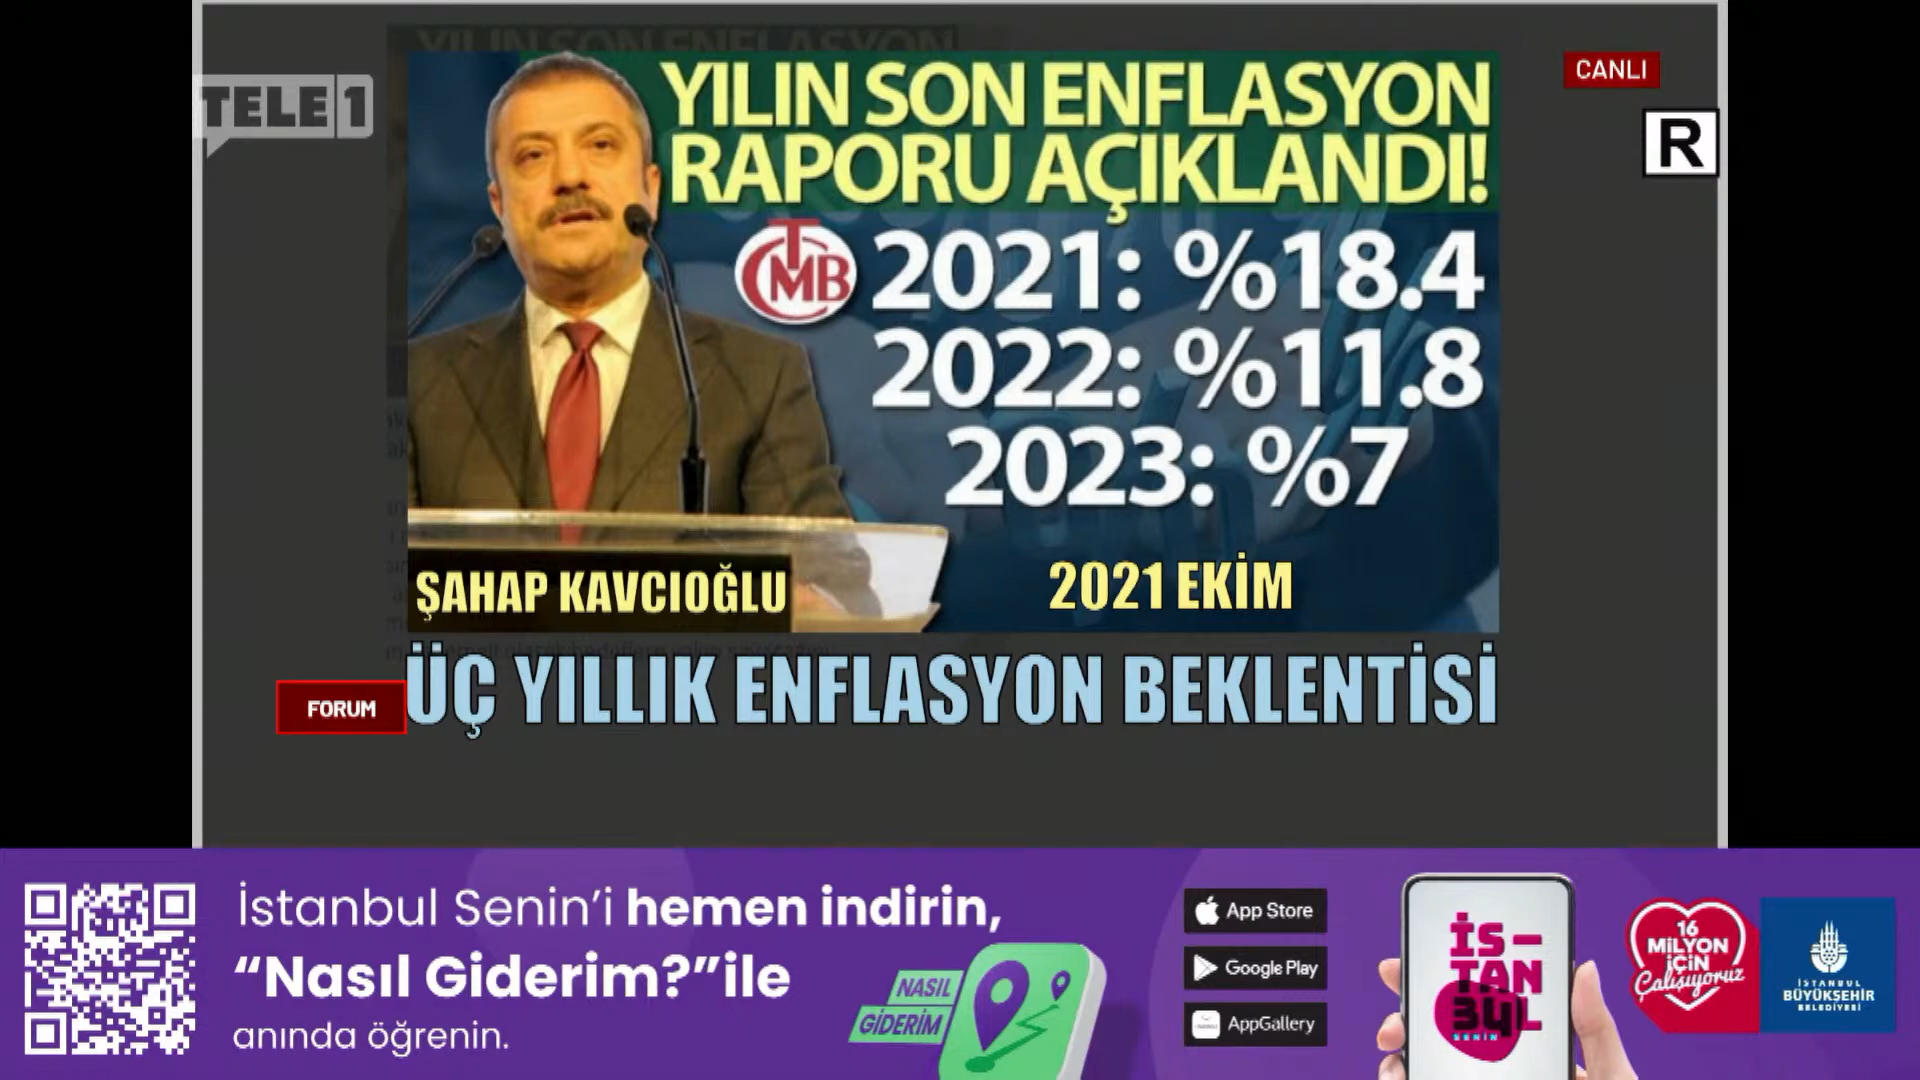 TELE1
YILIN SON ENFLASYON
RAPORU AÇIKLANDI!
TCMB
2021: %18.4
2022: %11.8
2023: %7
ŞAHAP KAVCIOĞLU
2021 EKİM
CANLI
R
FORUM
ÜÇ YILLIK ENFLASYON BEKLENTİSİ
İstanbul Senin’i hemen indirin,
“Nasıl Giderim?”ile
anında öğrenin.
NASIL
GİDERİM
App Store
Google Play
AppGallery
İS–
TAN
34L
SENİN
16
MİLYON
İÇİN
Çalışıyoruz
İSTANBUL
BÜYÜKŞEHİR
BELEDİYESİ